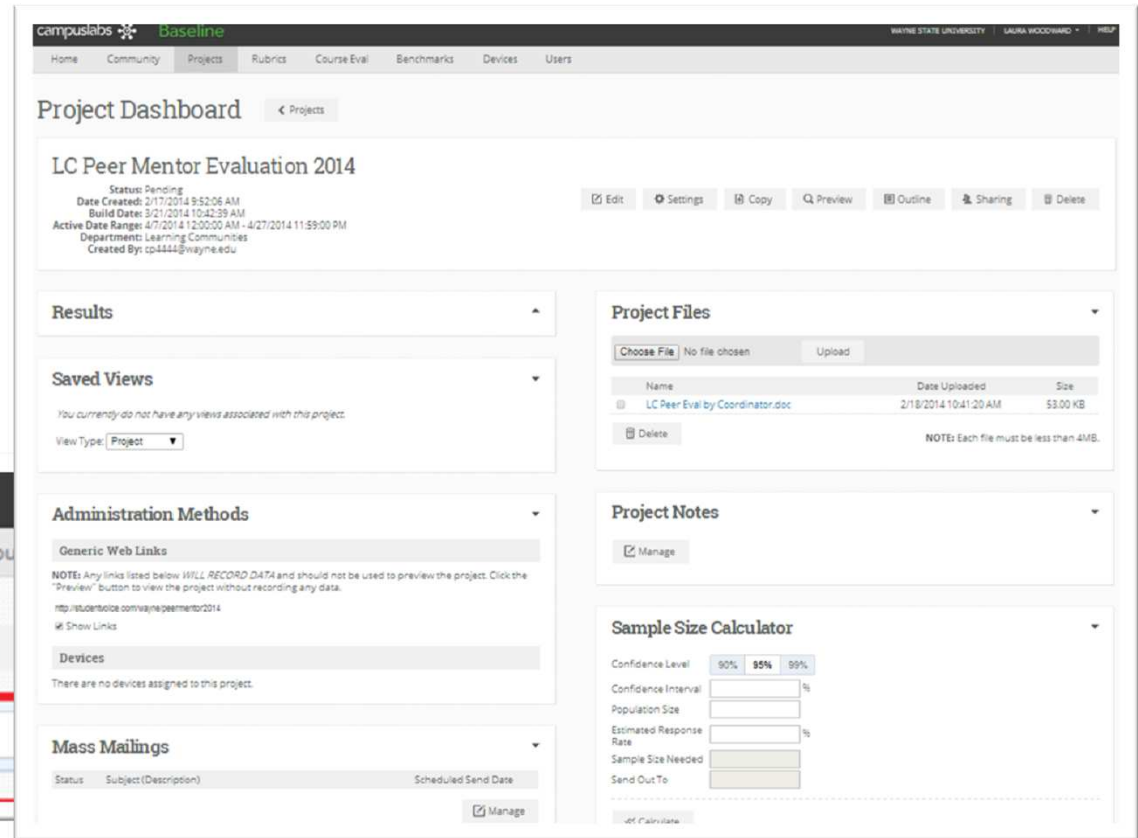 campuslabs Baseline
WAYNE STATE UNIVERSITY LAURA WOODWARD HELP
Home Community Projects Rubrics Course Eval Benchmarks Devices Users
Project Dashboard Projects
LC Peer Mentor Evaluation 2014
Status: Pending
Date Created: 2/17/2014 9:52:06 AM
Build Date: 3/21/2014 10:42:39 AM
Active Date Range: 4/7/2014 12:00:00 AM - 4/27/2014 11:59:00 PM
Department: Learning Communities
Created By: cp4444@wayne.edu
Edit Settings Copy Preview Outline Sharing Delete
Results
Saved Views
You currently do not have any views associated with this project.
View Type: Project
Administration Methods
Generic Web Links
NOTE: Any links listed below WILL RECORD DATA and should not be used to preview the project. Click the
"Preview" button to view the project without recording any data.
http://studentvoice.com/wayne/peermentor2014
Show Links
Devices
There are no devices assigned to this project.
Mass Mailings
Status Subject (Description) Scheduled Send Date
Manage
Project Files
Choose File No file chosen Upload
Name Date Uploaded Size
LC Peer Eval by Coordinator.doc 2/18/2014 10:41:20 AM 53.00 KB
Delete
NOTE: Each file must be less than 4MB.
Project Notes
Manage
Sample Size Calculator
Confidence Level 90% 95% 99%
Confidence Interval %
Population Size
Estimated Response
Rate %
Sample Size Needed
Send Out To
Calculate